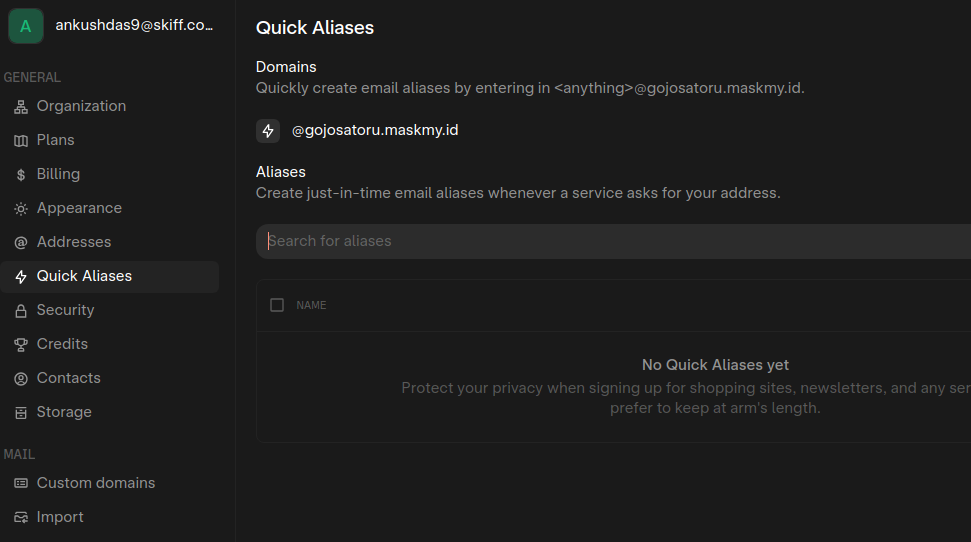 A
ankushdas9@skiff.co...
GENERAL
Organization
Plans
Billing
Appearance
Addresses
Quick Aliases
Security
Credits
Contacts
Storage
MAIL
Custom domains
Import
Quick Aliases
Domains
Quickly create email aliases by entering in <anything>@gojosatoru.maskmy.id.
@gojosatoru.maskmy.id
Aliases
Create just-in-time email aliases whenever a service asks for your address.
Search for aliases
NAME
No Quick Aliases yet
Protect your privacy when signing up for shopping sites, newsletters, and any ser
prefer to keep at arm's length.